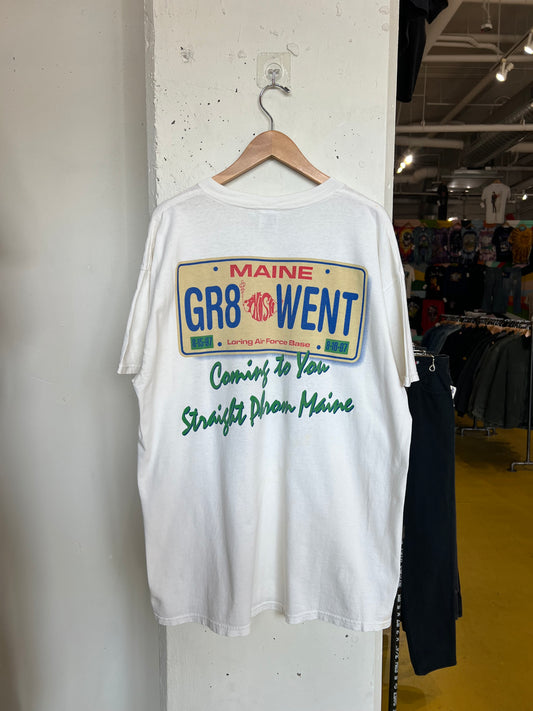 MAINE
GR8 PHISH WENT
8-15-97 Loring Air Force Base 8-16-97
Coming to You
Straight Phrom Maine